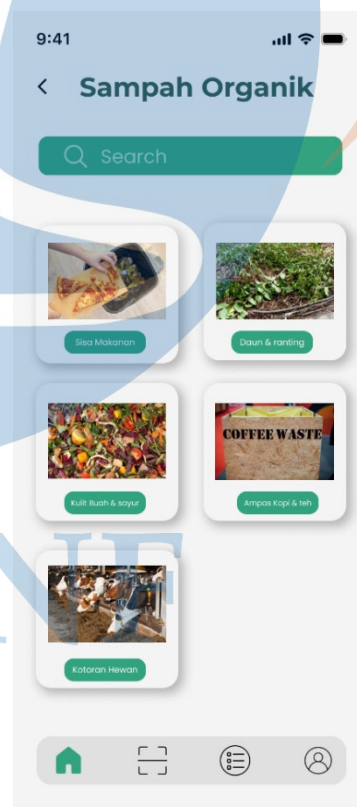 9:41
Sampah Organik
Search
Sisa Makanan
Daun & ranting
COFFEE WASTE
Kulit Buah & sayur
Ampas Kopi & teh
Kotoran Hewan